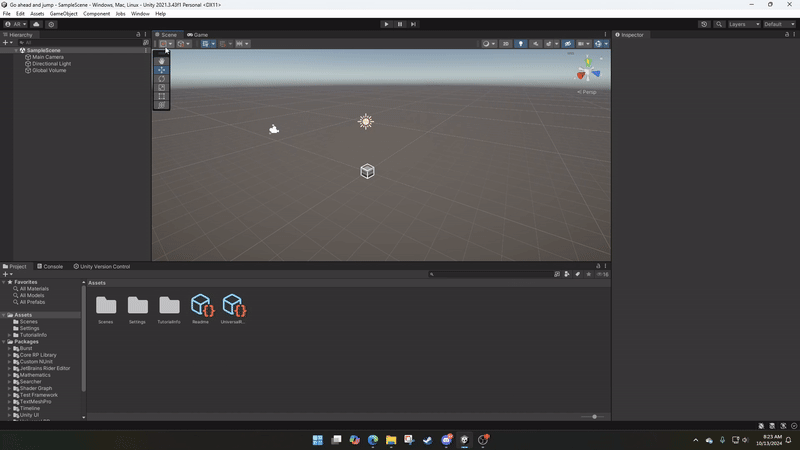 Go ahead and jump - SampleScene - Windows, Mac, Linux - Unity 2021.3.43f1 Personal <DX11>
File Edit Assets GameObject Component Jobs Window Help
AR
Layers
Default
Hierarchy
Scene
Game
Inspector
All
SampleScene
Main Camera
Directional Light
Global Volume
Persp
Project
Console
Unity Version Control
Favorites
All Materials
All Models
All Prefabs
Assets
Scenes
Settings
TutorialInfo
Packages
Burst
Core RP Library
Custom NUnit
JetBrains Rider Editor
Mathematics
Searcher
Shader Graph
Test Framework
TextMeshPro
Timeline
Unity UI
Assets
Scenes
Settings
TutorialInfo
Readme
UniversalR...
8:23 AM
10/13/2024